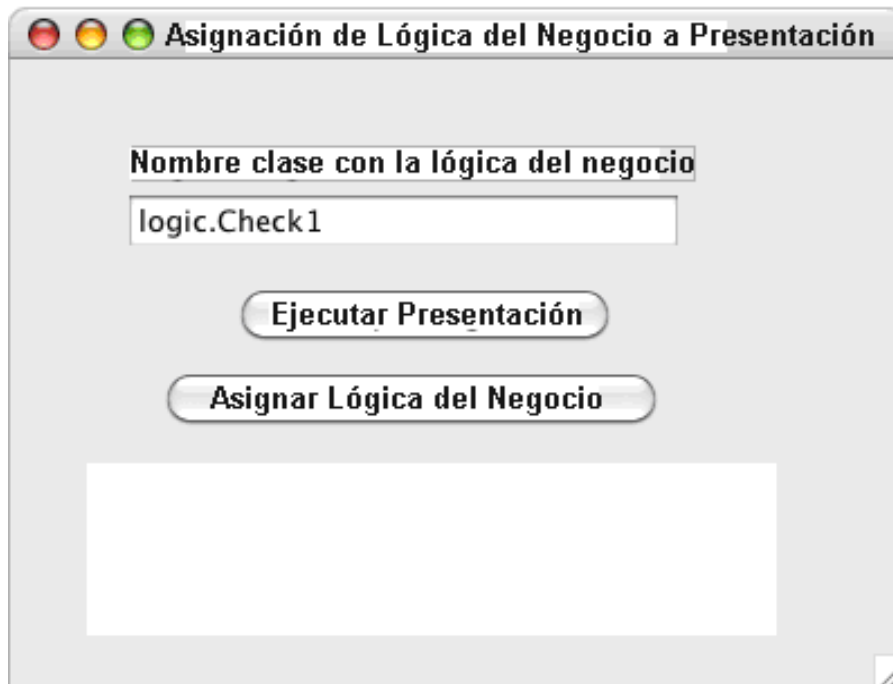 Asignación de Lógica del Negocio a Presentación
Nombre clase con la lógica del negocio
logic.Check1
Ejecutar Presentación
Asignar Lógica del Negocio